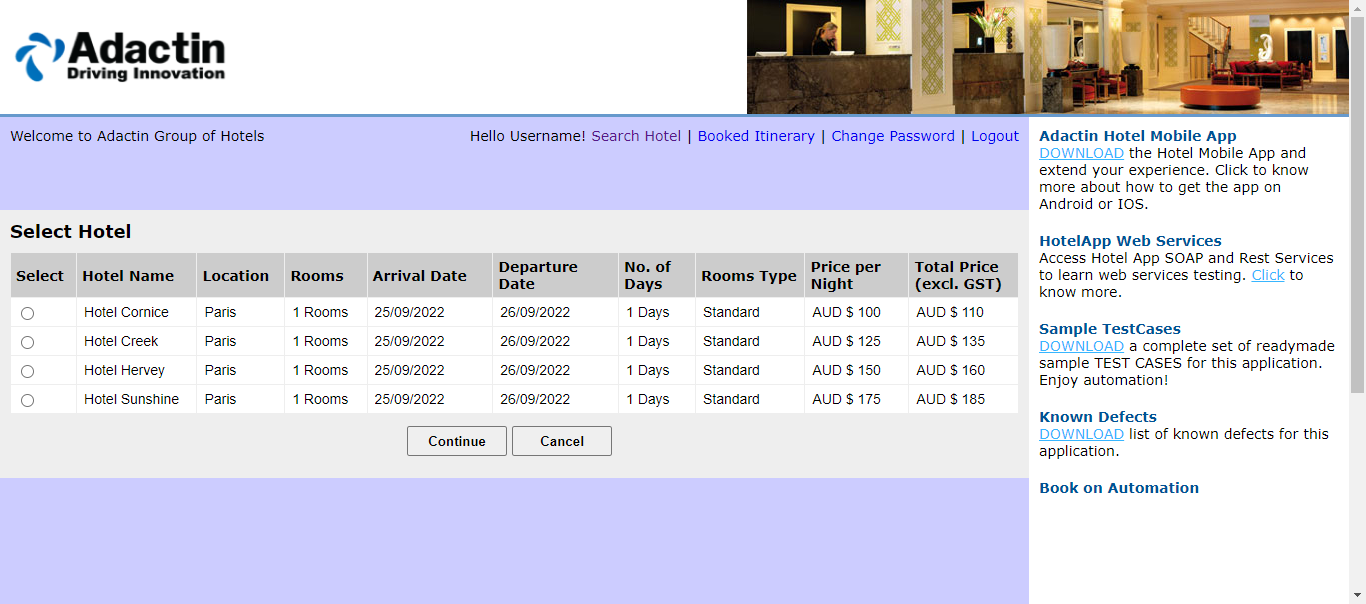 Adactin
Driving Innovation
Welcome to Adactin Group of Hotels
Hello Username! Search Hotel | Booked Itinerary | Change Password | Logout
Select Hotel
Select Hotel Name Location Rooms Arrival Date Departure Date No. of Days Rooms Type Price per Night Total Price (excl. GST)
Hotel Cornice Paris 1 Rooms 25/09/2022 26/09/2022 1 Days Standard AUD $ 100 AUD $ 110
Hotel Creek Paris 1 Rooms 25/09/2022 26/09/2022 1 Days Standard AUD $ 125 AUD $ 135
Hotel Hervey Paris 1 Rooms 25/09/2022 26/09/2022 1 Days Standard AUD $ 150 AUD $ 160
Hotel Sunshine Paris 1 Rooms 25/09/2022 26/09/2022 1 Days Standard AUD $ 175 AUD $ 185
Continue Cancel
Adactin Hotel Mobile App
DOWNLOAD the Hotel Mobile App and
extend your experience. Click to know
more about how to get the app on
Android or IOS.
HotelApp Web Services
Access Hotel App SOAP and Rest Services
to learn web services testing. Click to
know more.
Sample TestCases
DOWNLOAD a complete set of readymade
sample TEST CASES for this application.
Enjoy automation!
Known Defects
DOWNLOAD list of known defects for this
application.
Book on Automation